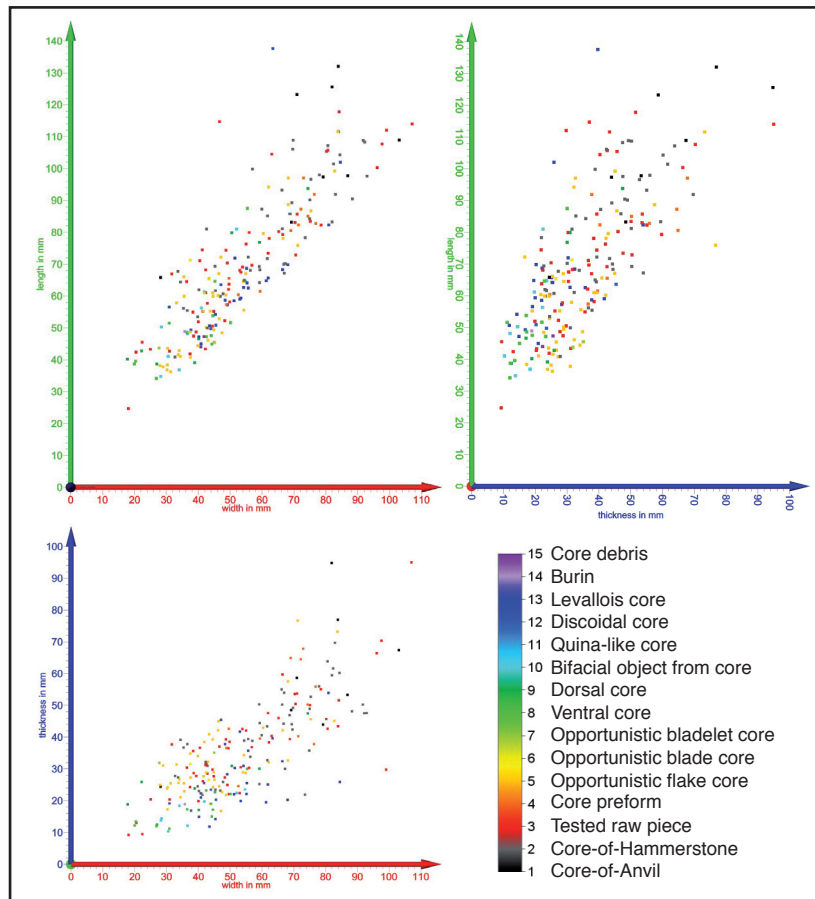 140
130
120
110
100
90
80
70
60
50
40
30
20
10
0
length in mm
0 10 20 30 40 50 60 70 80 90 100 110
width in mm
140
130
120
110
100
90
80
70
60
50
40
30
20
10
0
length in mm
0 10 20 30 40 50 60 70 80 90 100
thickness in mm
100
90
80
70
60
50
40
30
20
10
0
thickness in mm
0 10 20 30 40 50 60 70 80 90 100 110
width in mm
15 Core debris
14 Burin
13 Levallois core
12 Discoidal core
11 Quina-like core
10 Bifacial object from core
9 Dorsal core
8 Ventral core
7 Opportunistic bladelet core
6 Opportunistic blade core
5 Opportunistic flake core
4 Core preform
3 Tested raw piece
2 Core-of-Hammerstone
1 Core-of-Anvil